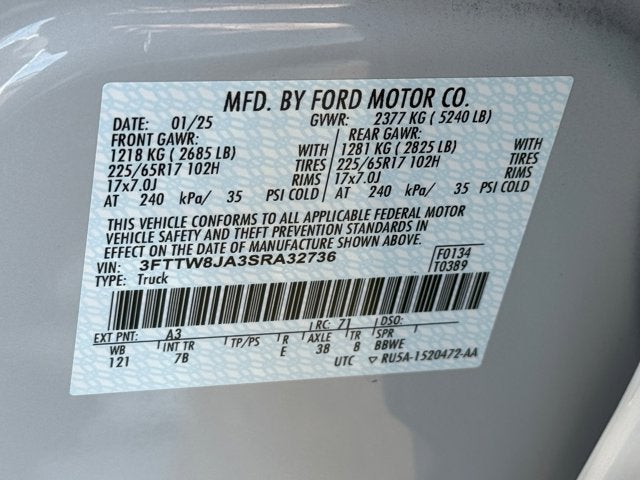 MFD. BY FORD MOTOR CO.
DATE: 01/25 GVWR: 2377 KG ( 5240 LB)
FRONT GAWR: REAR GAWR:
1218 KG ( 2685 LB) WITH 1281 KG ( 2825 LB) WITH
225/65R17 102H TIRES 225/65R17 102H TIRES
17x7.0J RIMS 17x7.0J RIMS
AT 240 kPa/ 35 PSI COLD AT 240 kPa/ 35 PSI COLD
THIS VEHICLE CONFORMS TO ALL APPLICABLE FEDERAL MOTOR
VEHICLE SAFETY AND THEFT PREVENTION STANDARDS IN
EFFECT ON THE DATE OF MANUFACTURE SHOWN ABOVE.
VIN: 3FTTW8JA3SRA32736 F0134
TYPE: Truck T0389
EXT PNT: A3 RC: 71 DSO:
WB INT TR TP/PS R AXLE TR SPR
121 7B E 38 8 BBWE
UTC ▽ RU5A-1520472-AA